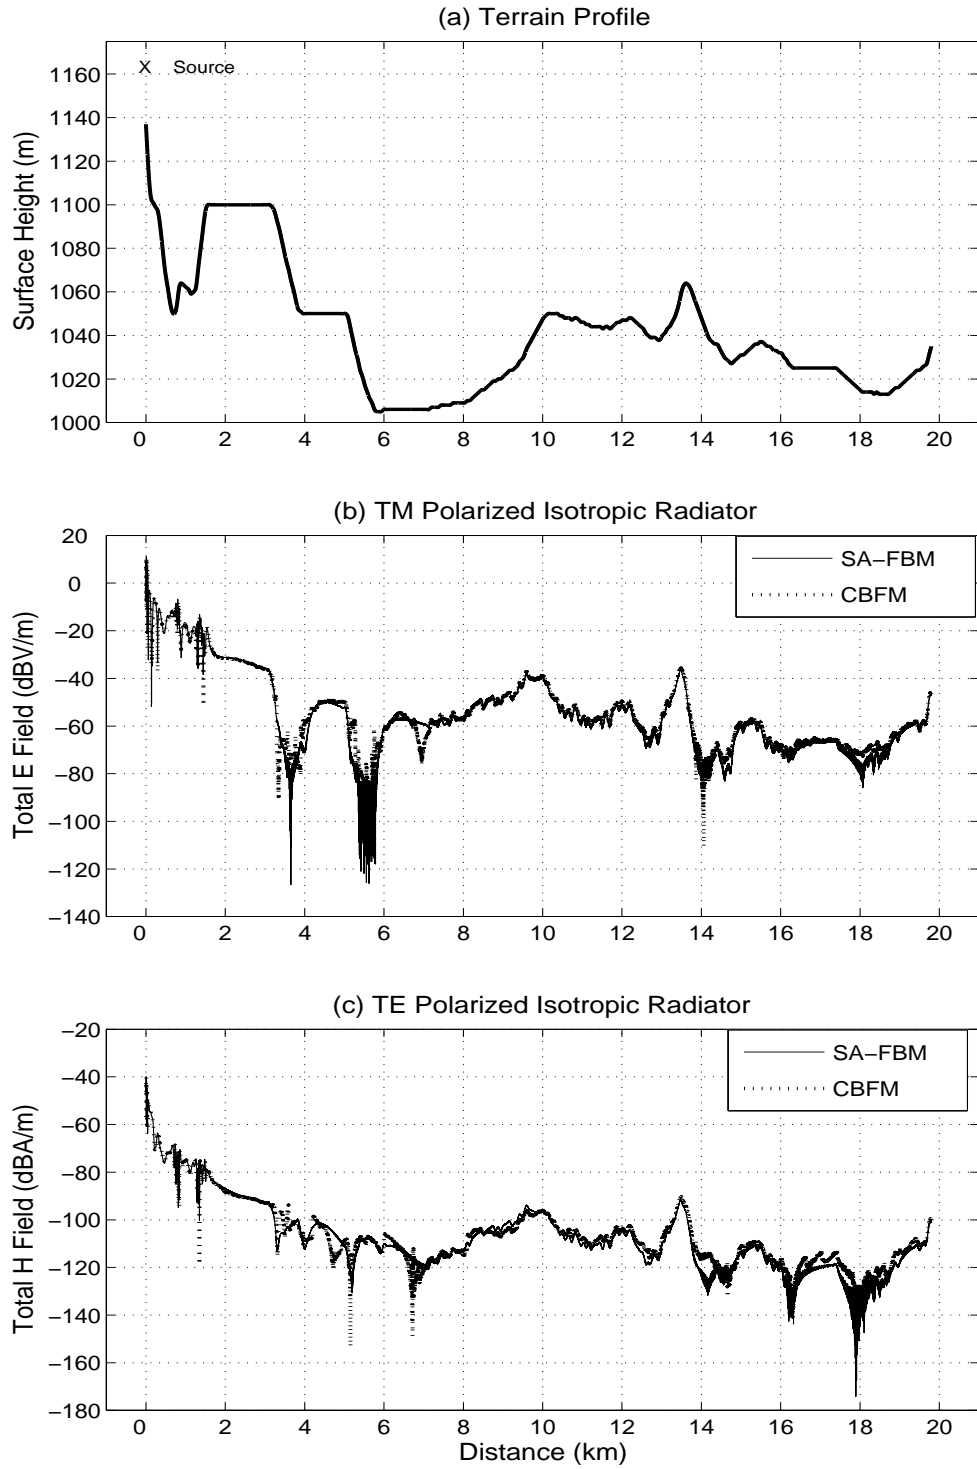 (a) Terrain Profile
X Source
Surface Height (m)
1160
1140
1120
1100
1080
1060
1040
1020
1000
0 2 4 6 8 10 12 14 16 18 20
(b) TM Polarized Isotropic Radiator
SA−FBM
CBFM
Total E Field (dBV/m)
20
0
−20
−40
−60
−80
−100
−120
−140
0 2 4 6 8 10 12 14 16 18 20
(c) TE Polarized Isotropic Radiator
SA−FBM
CBFM
Total H Field (dBA/m)
−20
−40
−60
−80
−100
−120
−140
−160
−180
0 2 4 6 8 10 12 14 16 18 20
Distance (km)